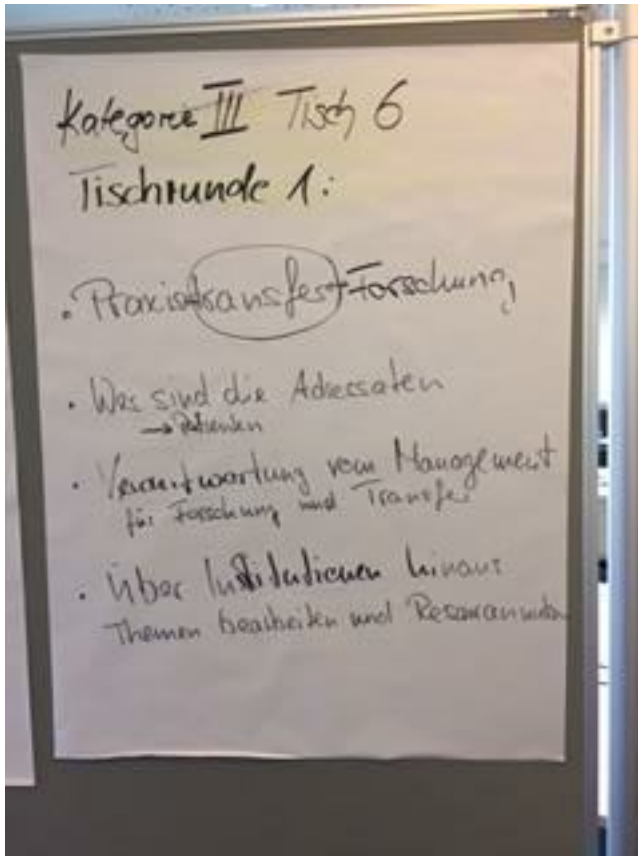 Kategorie III Tisch 6
Tischrunde 1:
• Praxistransfer + Forschung
• Wer sind die Adressaten
→ Patienten
• Verantwortung vom Management
für Forschung und Transfer
• Über Institutionen hinaus
Themen bearbeiten und